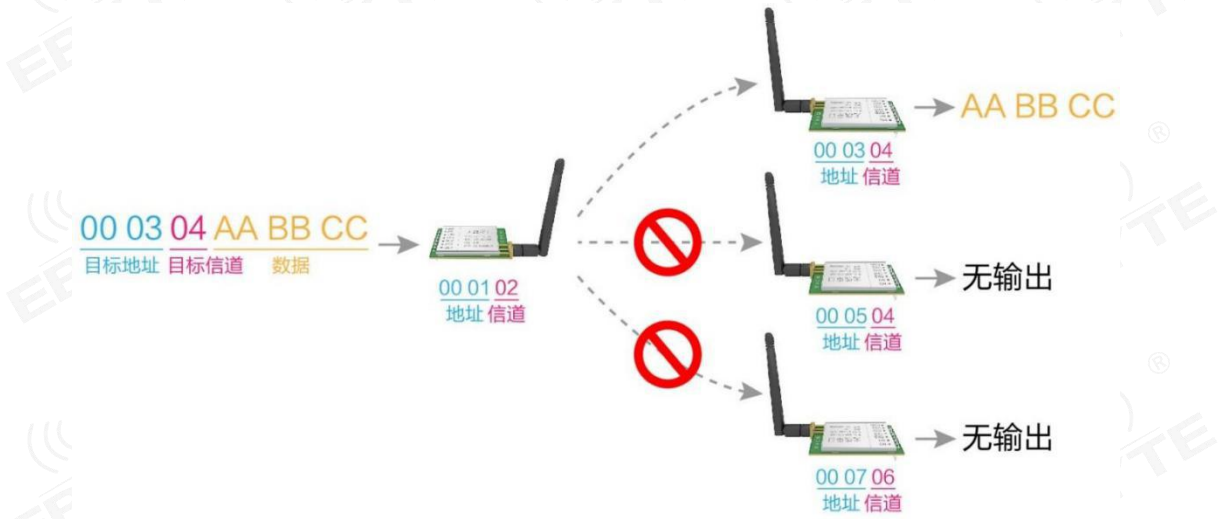 00 03 04 AA BB CC
目标地址 目标信道 数据
00 01 02
地址 信道
AA BB CC
00 03 04
地址 信道
无输出
00 05 04
地址 信道
无输出
00 07 06
地址 信道